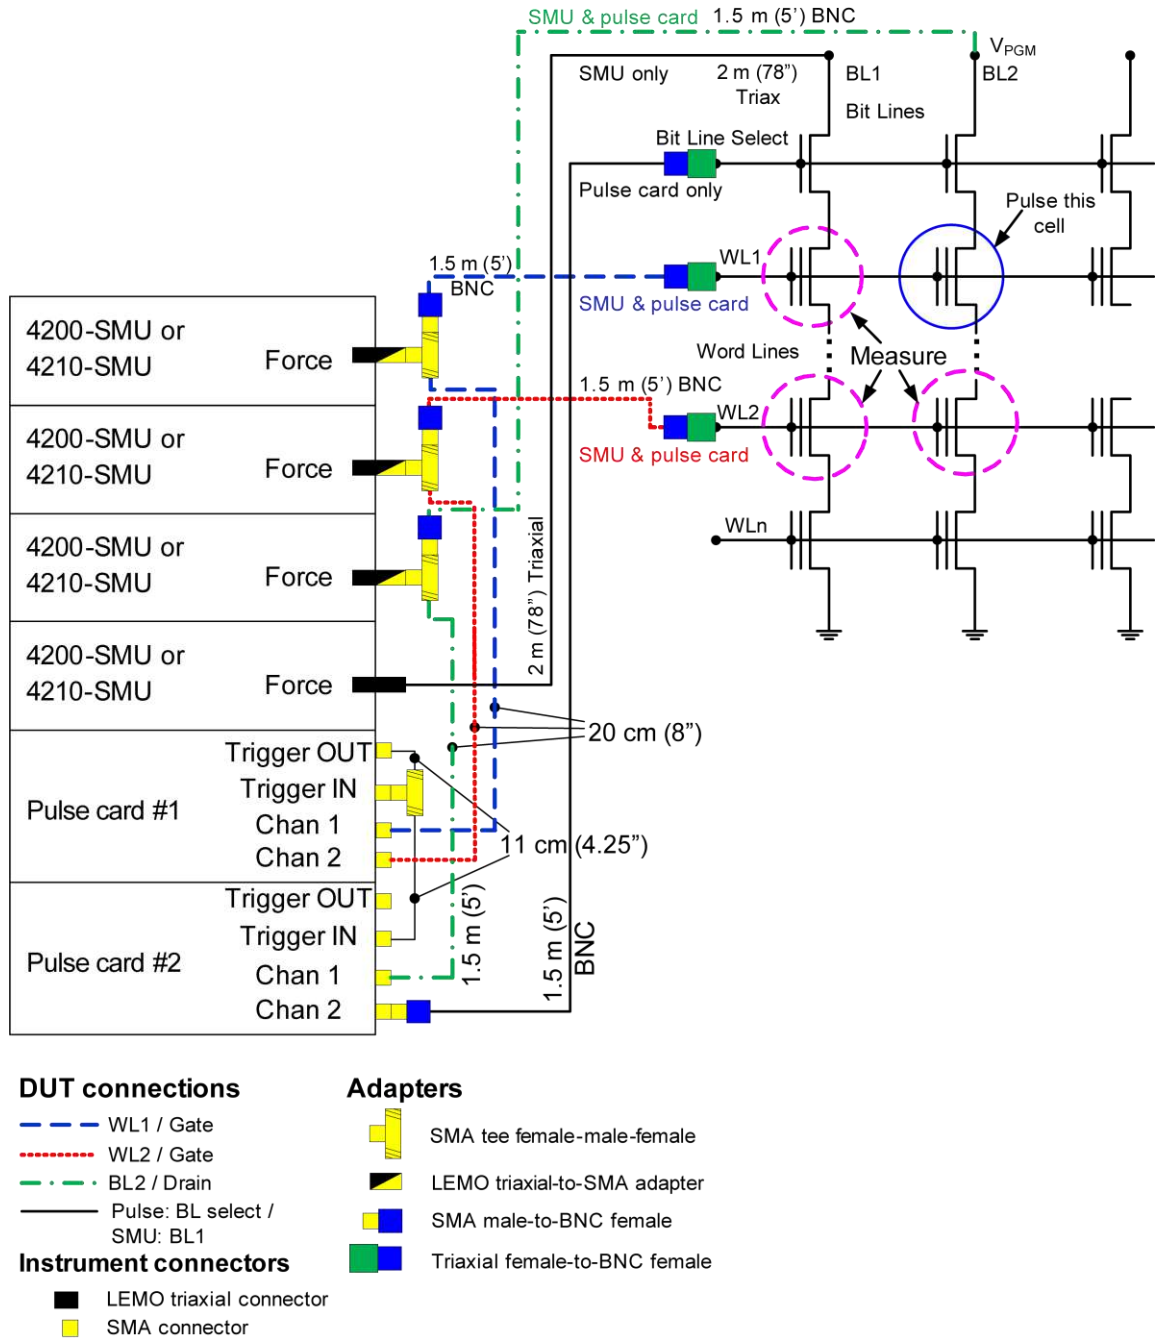 SMU & pulse card 1.5 m (5’) BNC
VPGM
SMU only
2 m (78”)
Triax
BL1
BL2
Bit Lines
Bit Line Select
Pulse card only
Pulse this
cell
1.5 m (5’)
BNC
WL1
SMU & pulse card
Word Lines
Measure
1.5 m (5’) BNC
WL2
SMU & pulse card
WLn
4200-SMU or
4210-SMU
Force
4200-SMU or
4210-SMU
Force
4200-SMU or
4210-SMU
Force
4200-SMU or
4210-SMU
Force
2 m (78”) Triaxial
20 cm (8”)
Pulse card #1
Trigger OUT
Trigger IN
Chan 1
Chan 2
11 cm (4.25”)
Pulse card #2
Trigger OUT
Trigger IN
Chan 1
Chan 2
1.5 m (5’)
1.5 m (5’)
BNC
DUT connections
WL1 / Gate
WL2 / Gate
BL2 / Drain
Pulse: BL select /
SMU: BL1
Instrument connectors
LEMO triaxial connector
SMA connector
Adapters
SMA tee female-male-female
LEMO triaxial-to-SMA adapter
SMA male-to-BNC female
Triaxial female-to-BNC female